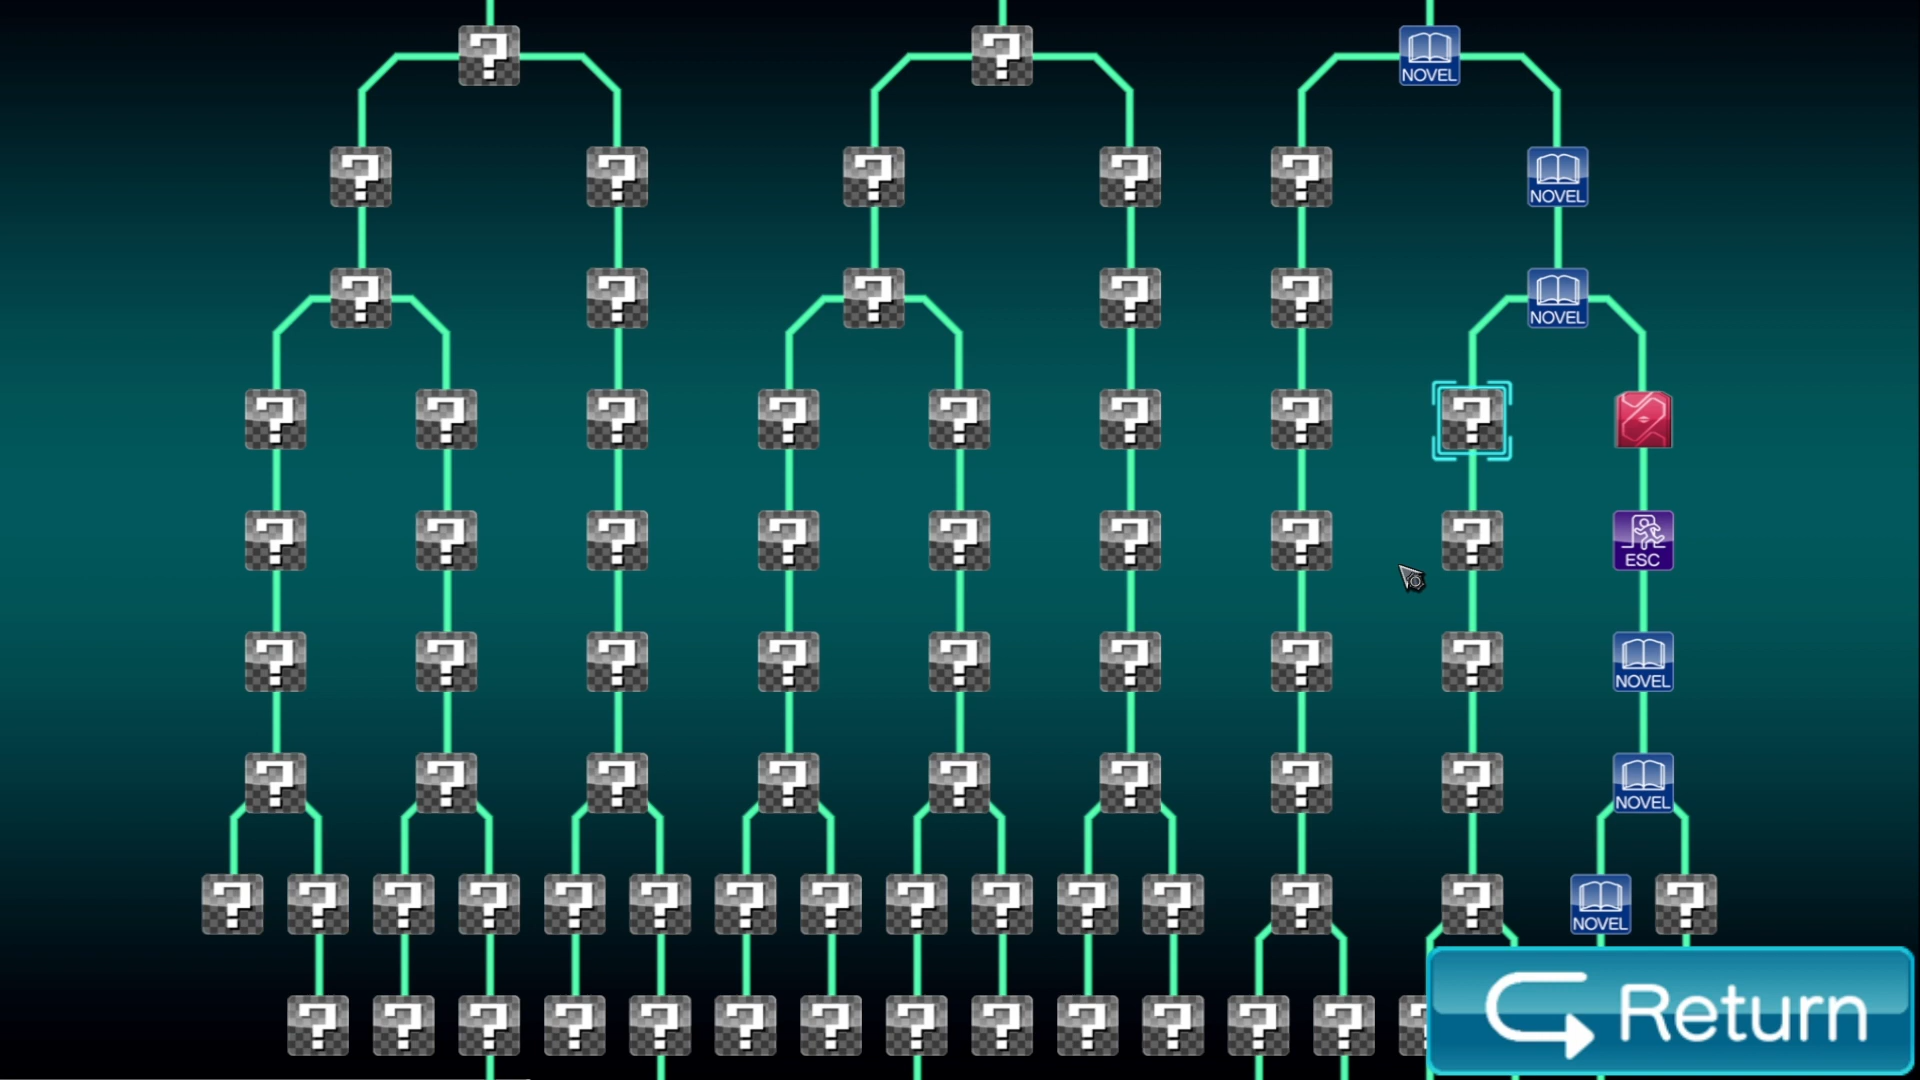 ? ? NOVEL
? ? ? ? ? NOVEL
? ? ? ? ? NOVEL
? ? ? ? ? ? ? ?
? ? ? ? ? ? ? ? ESC
? ? ? ? ? ? ? ? NOVEL
? ? ? ? ? ? ? ? NOVEL
? ? ? ? ? ? ? ? ? ? ? ? ? ? NOVEL ?
? ? ? ? ? ? ? ? ? ? ? ? ? ? Return